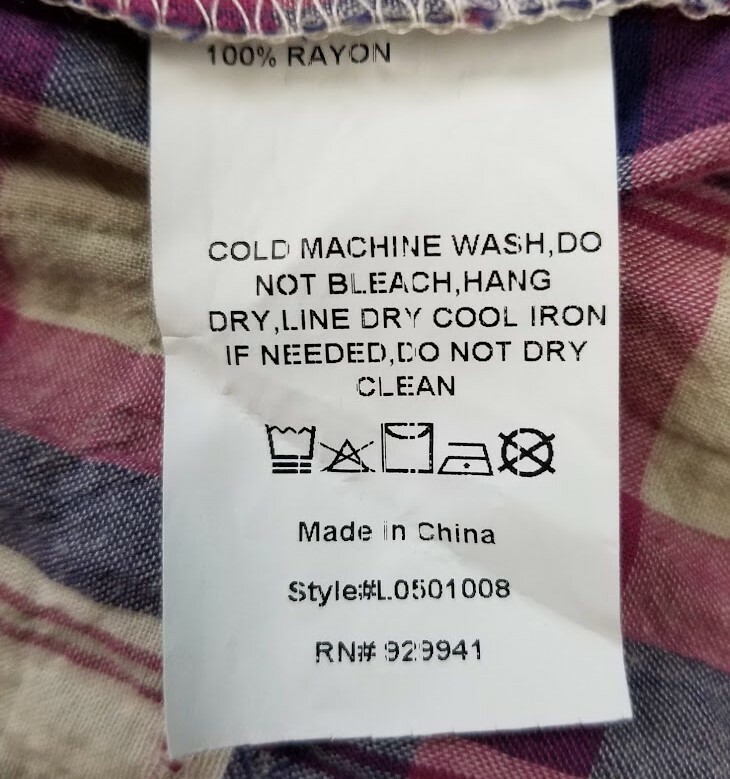 100% RAYON
COLD MACHINE WASH,DO
NOT BLEACH,HANG
DRY,LINE DRY COOL IRON
IF NEEDED,DO NOT DRY
CLEAN
Made in China
Style:#L0501008
RN# 929941